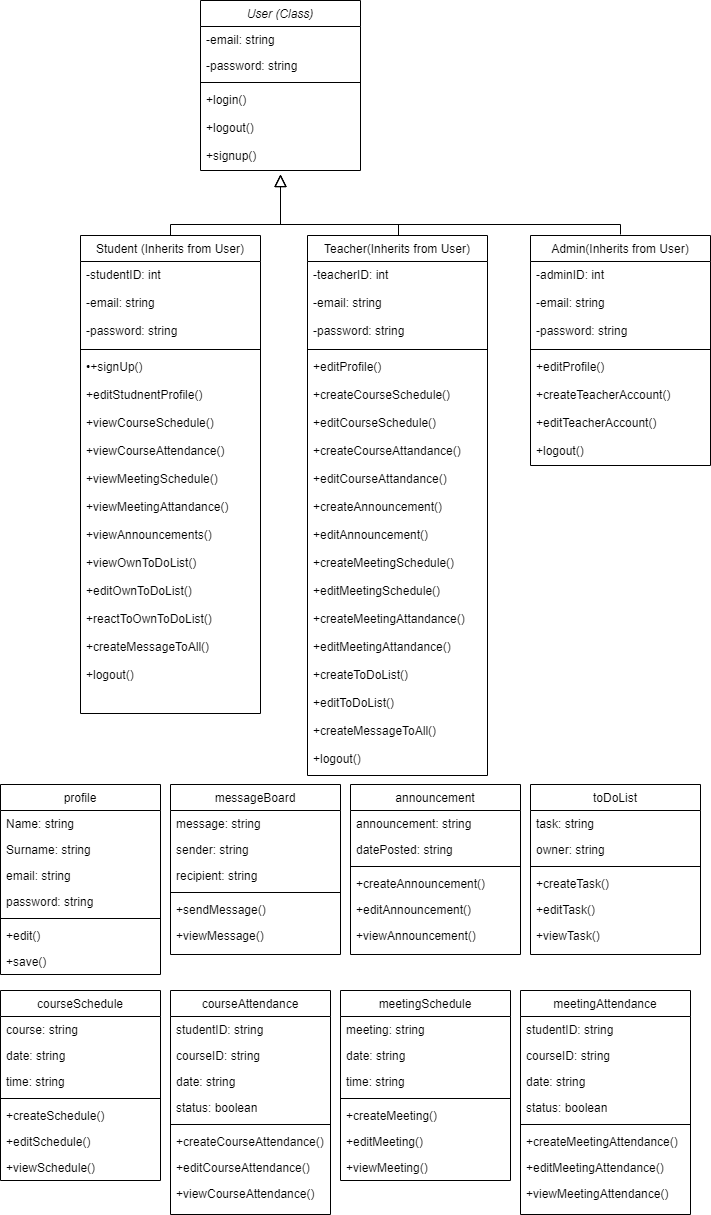 User (Class)
-email: string
-password: string
+login()
+logout()
+signup()
Student (Inherits from User)
-studentID: int
-email: string
-password: string
•+signUp()
+editStudnentProfile()
+viewCourseSchedule()
+viewCourseAttendance()
+viewMeetingSchedule()
+viewMeetingAttandance()
+viewAnnouncements()
+viewOwnToDoList()
+editOwnToDoList()
+reactToOwnToDoList()
+createMessageToAll()
+logout()
Teacher(Inherits from User)
-teacherID: int
-email: string
-password: string
+editProfile()
+createCourseSchedule()
+editCourseSchedule()
+createCourseAttandance()
+editCourseAttandance()
+createAnnouncement()
+editAnnouncement()
+createMeetingSchedule()
+editMeetingSchedule()
+createMeetingAttandance()
+editMeetingAttandance()
+createToDoList()
+editToDoList()
+createMessageToAll()
+logout()
Admin(Inherits from User)
-adminID: int
-email: string
-password: string
+editProfile()
+createTeacherAccount()
+editTeacherAccount()
+logout()
profile
Name: string
Surname: string
email: string
password: string
+edit()
+save()
messageBoard
message: string
sender: string
recipient: string
+sendMessage()
+viewMessage()
announcement
announcement: string
datePosted: string
+createAnnouncement()
+editAnnouncement()
+viewAnnouncement()
toDoList
task: string
owner: string
+createTask()
+editTask()
+viewTask()
courseSchedule
course: string
date: string
time: string
+createSchedule()
+editSchedule()
+viewSchedule()
courseAttendance
studentID: string
courseID: string
date: string
status: boolean
+createCourseAttendance()
+editCourseAttendance()
+viewCourseAttendance()
meetingSchedule
meeting: string
date: string
time: string
+createMeeting()
+editMeeting()
+viewMeeting()
meetingAttendance
studentID: string
courseID: string
date: string
status: boolean
+createMeetingAttendance()
+editMeetingAttendance()
+viewMeetingAttendance()